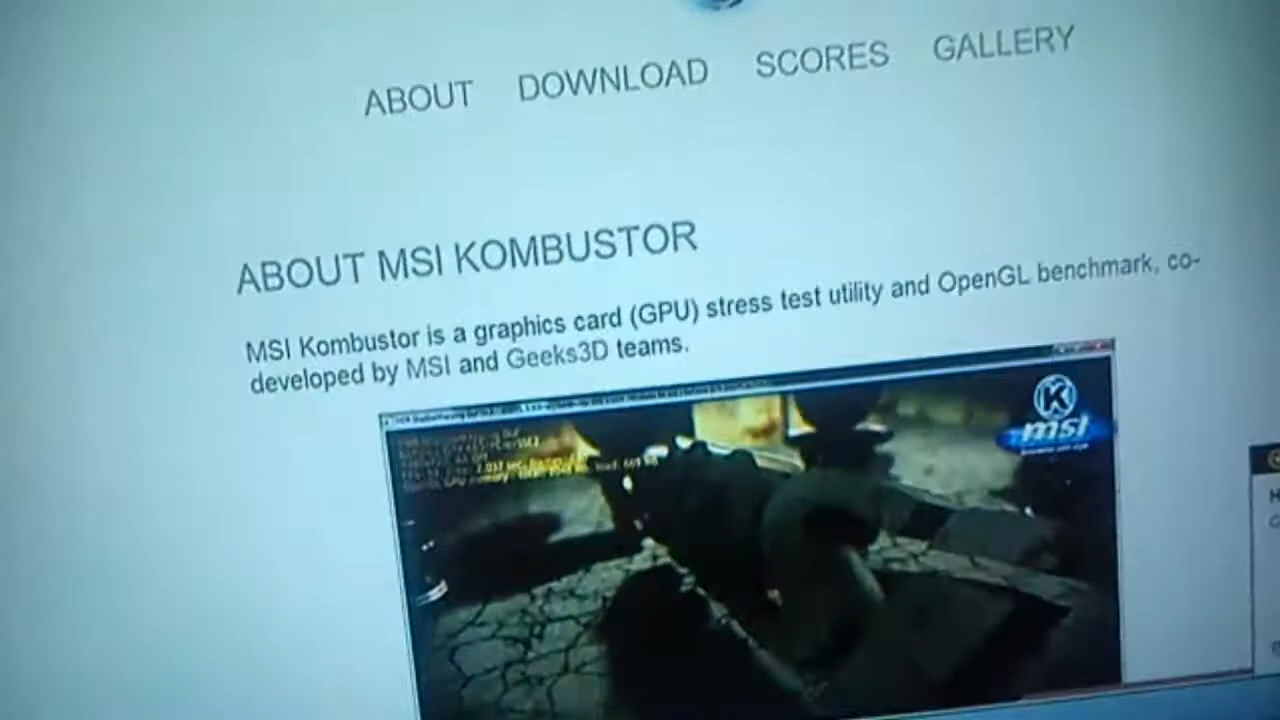 ABOUT DOWNLOAD SCORES GALLERY
ABOUT MSI KOMBUSTOR
MSI Kombustor is a graphics card (GPU) stress test utility and OpenGL benchmark, co-
developed by MSI and Geeks3D teams.
K
msi